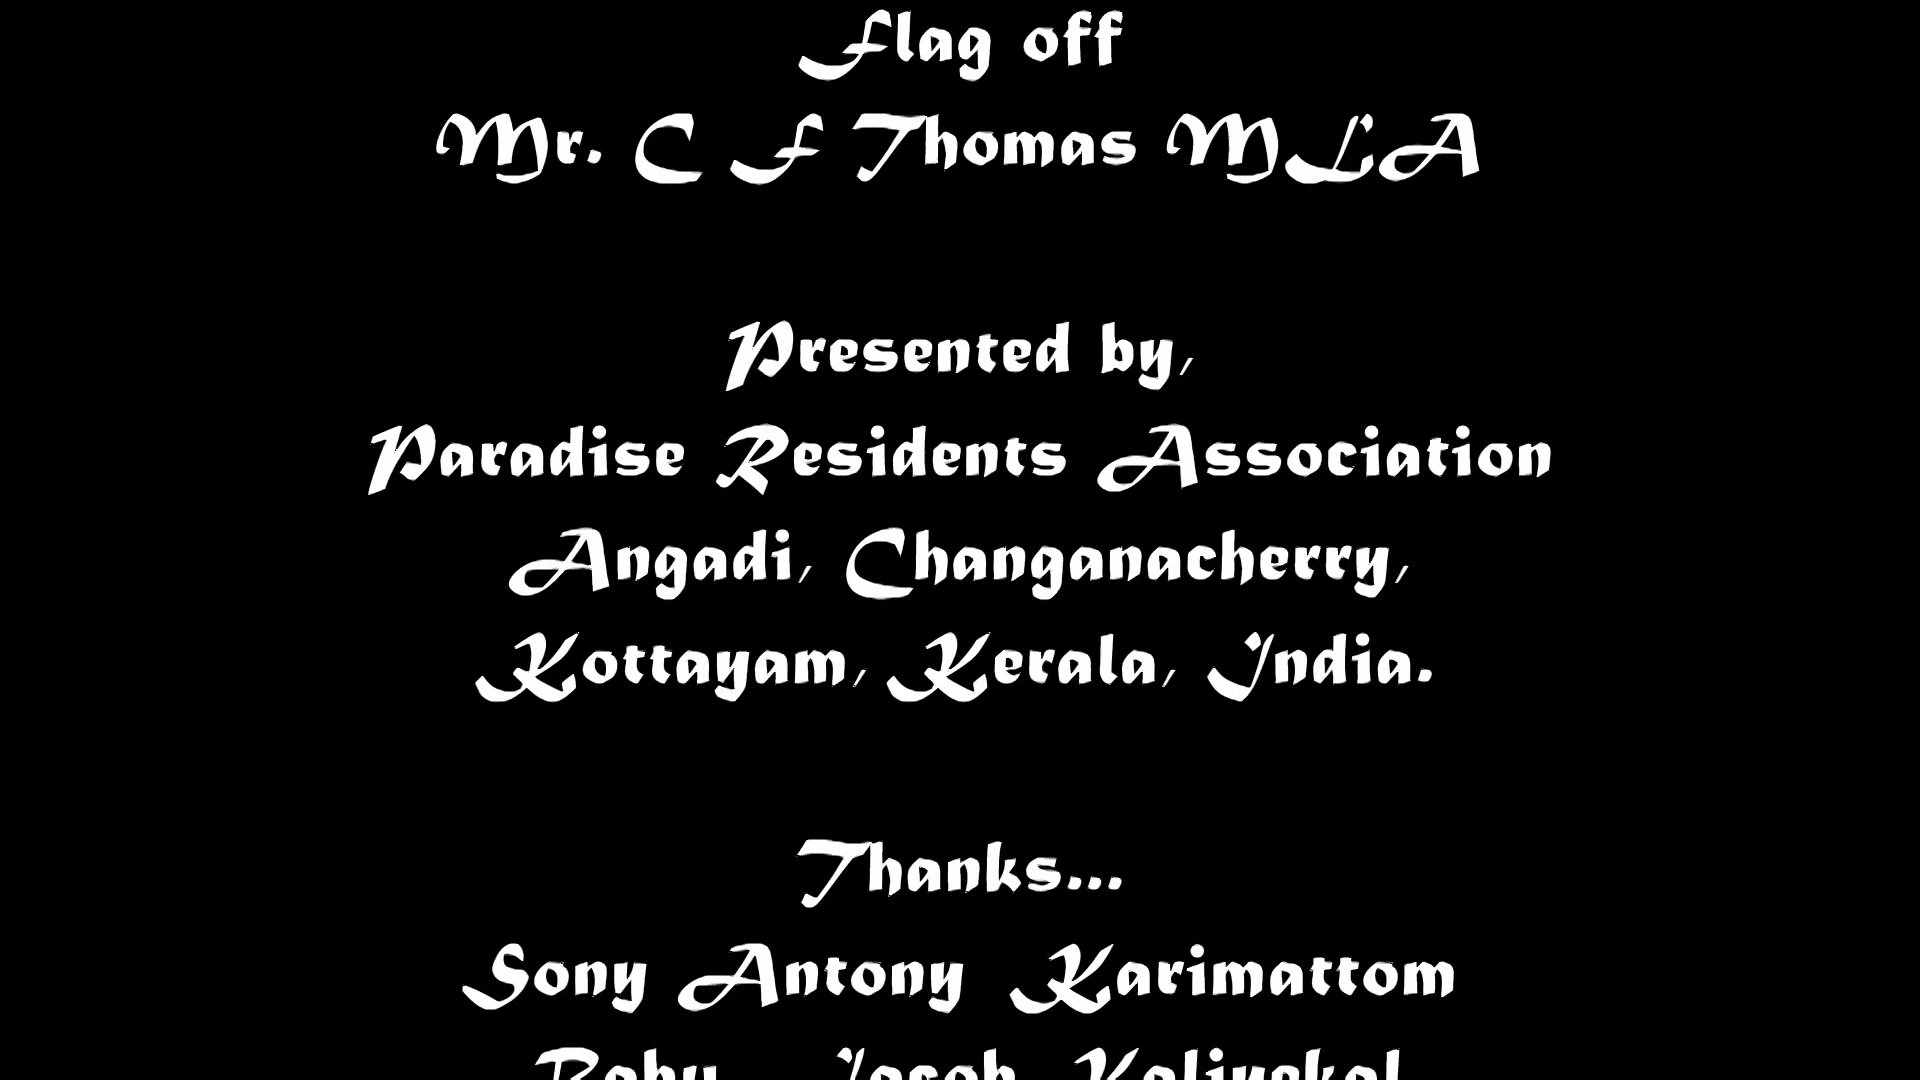 Flag off
Mr. C F Thomas MLA
Presented by,
Paradise Residents Association
Angadi, Changanacherry,
Kottayam, Kerala, India.
Thanks...
Sony Antony Karimattom